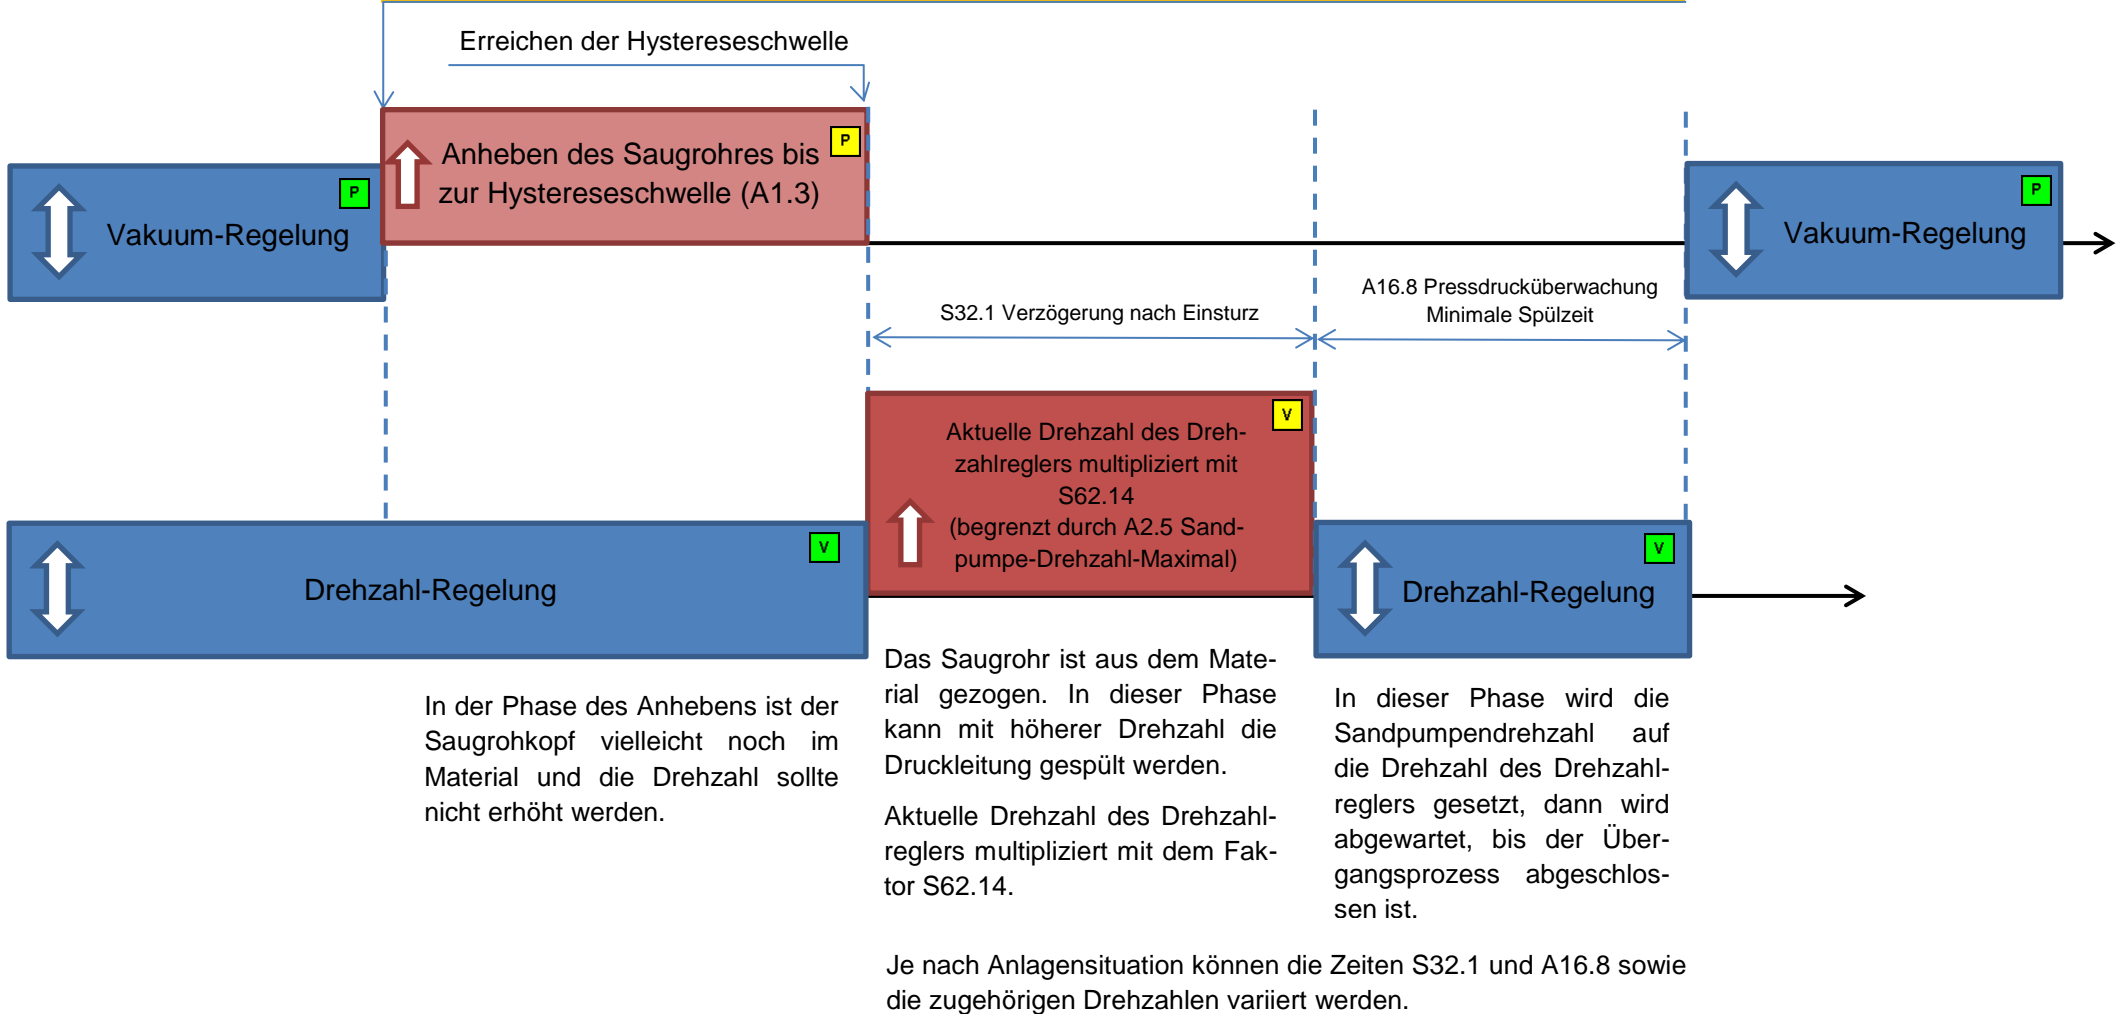 Erreichen der Hystereseschwelle
Anheben des Saugrohres bis
zur Hystereseschwelle (A1.3)
P
P
Vakuum-Regelung
P
Vakuum-Regelung
S32.1 Verzögerung nach Einsturz
A16.8 Pressdrucküberwachung
Minimale Spülzeit
V
Aktuelle Drehzahl des Dreh-
zahlreglers multipliziert mit
S62.14
(begrenzt durch A2.5 Sand-
pumpe-Drehzahl-Maximal)
V
Drehzahl-Regelung
V
Drehzahl-Regelung
In der Phase des Anhebens ist der
Saugrohkopf vielleicht noch im
Material und die Drehzahl sollte
nicht erhöht werden.
Das Saugrohr ist aus dem Mate-
rial gezogen. In dieser Phase
kann mit höherer Drehzahl die
Druckleitung gespült werden.
Aktuelle Drehzahl des Drehzahl-
reglers multipliziert mit dem Fak-
tor S62.14.
In dieser Phase wird die
Sandpumpendrehzahl auf
die Drehzahl des Drehzahl-
reglers gesetzt, dann wird
abgewartet, bis der Über-
gangsprozess abgeschlos-
sen ist.
Je nach Anlagensituation können die Zeiten S32.1 und A16.8 sowie
die zugehörigen Drehzahlen variiert werden.